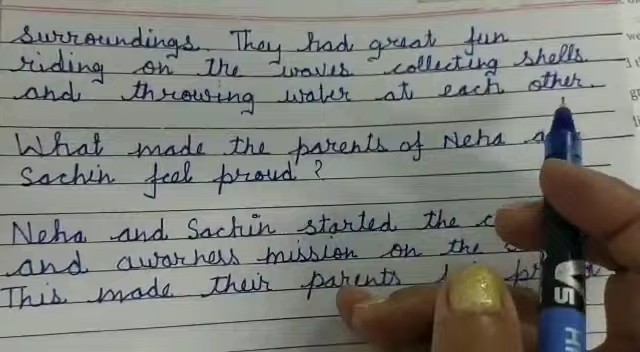 surroundings. They had great fun
riding on the waves collecting shells
and throwing water at each other.
What made the parents of Neha
Sachin feel proud?
Neha and Sachin started the
and awarness mission on the
This made their parents
V5